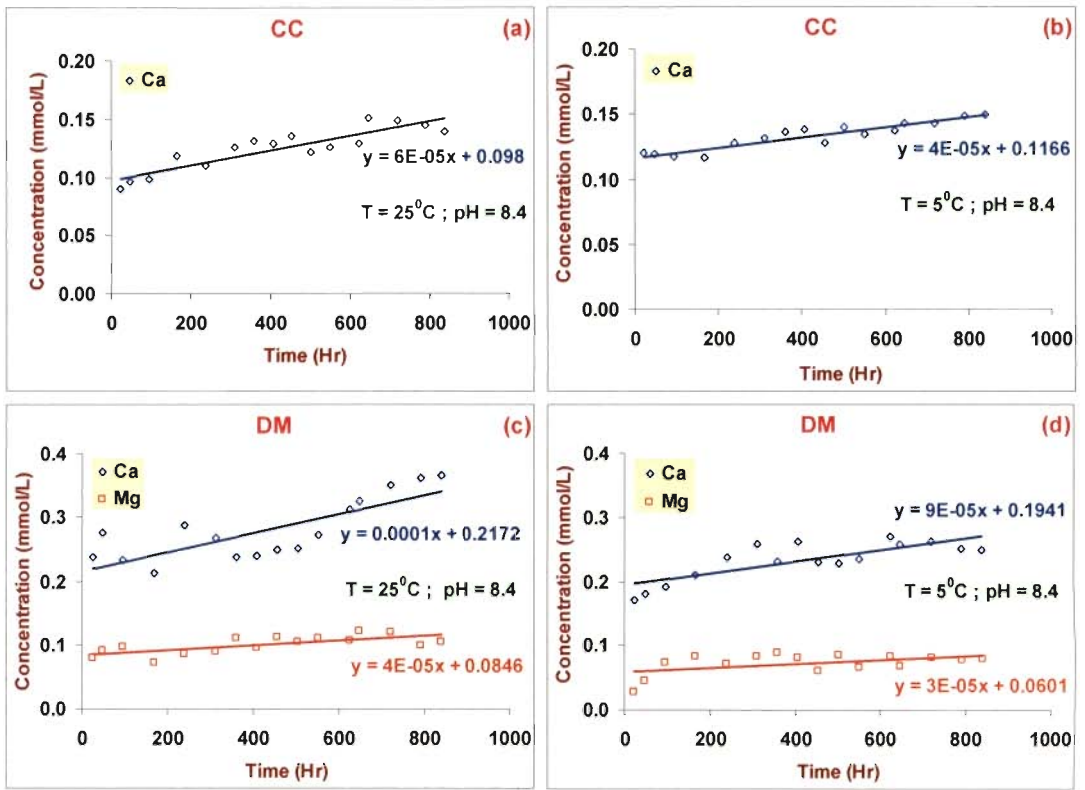 CC (a)
0.20
Ca
0.15
0.10
0.05
0.00
Concentration (mmol/L)
y = 6E-05x + 0.098
T = 25⁰C ; pH = 8.4
0 200 400 600 800 1000
Time (Hr)
CC (b)
0.20
Ca
0.15
0.10
0.05
0.00
Concentration (mmol/L)
y = 4E-05x + 0.1166
T = 5⁰C ; pH = 8.4
0 200 400 600 800 1000
Time (Hr)
DM (c)
0.4
Ca
Mg
0.3
0.2
0.1
0.0
Concentration (mmol/L)
y = 0.0001x + 0.2172
T = 25⁰C ; pH = 8.4
y = 4E-05x + 0.0846
0 200 400 600 800 1000
Time (Hr)
DM (d)
0.4
Ca
Mg
0.3
0.2
0.1
0.0
Concentration (mmol/L)
y = 9E-05x + 0.1941
T = 5⁰C ; pH = 8.4
y = 3E-05x + 0.0601
0 200 400 600 800 1000
Time (Hr)